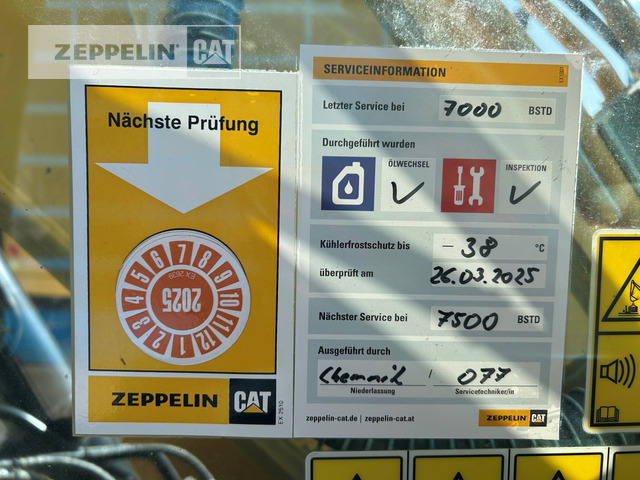 ZEPPELIN CAT
Nächste Prüfung
1 2 3 4 5 6 7 8 9 10 11 12
2025
EX 2639
ZEPPELIN CAT
EX 2510
SERVICEINFORMATION
Letzter Service bei 7000 BSTD
Durchgeführt wurden
ÖLWECHSEL
INSPEKTION
Kühlerfrostschutz bis - 38 °C
überprüft am 26.03.2025
Nächster Service bei 7500 BSTD
Ausgeführt durch
Chemnitz / 077
Niederlassung Servicetechniker/in
zeppelin-cat.de | zeppelin-cat.at ZEPPELIN CAT